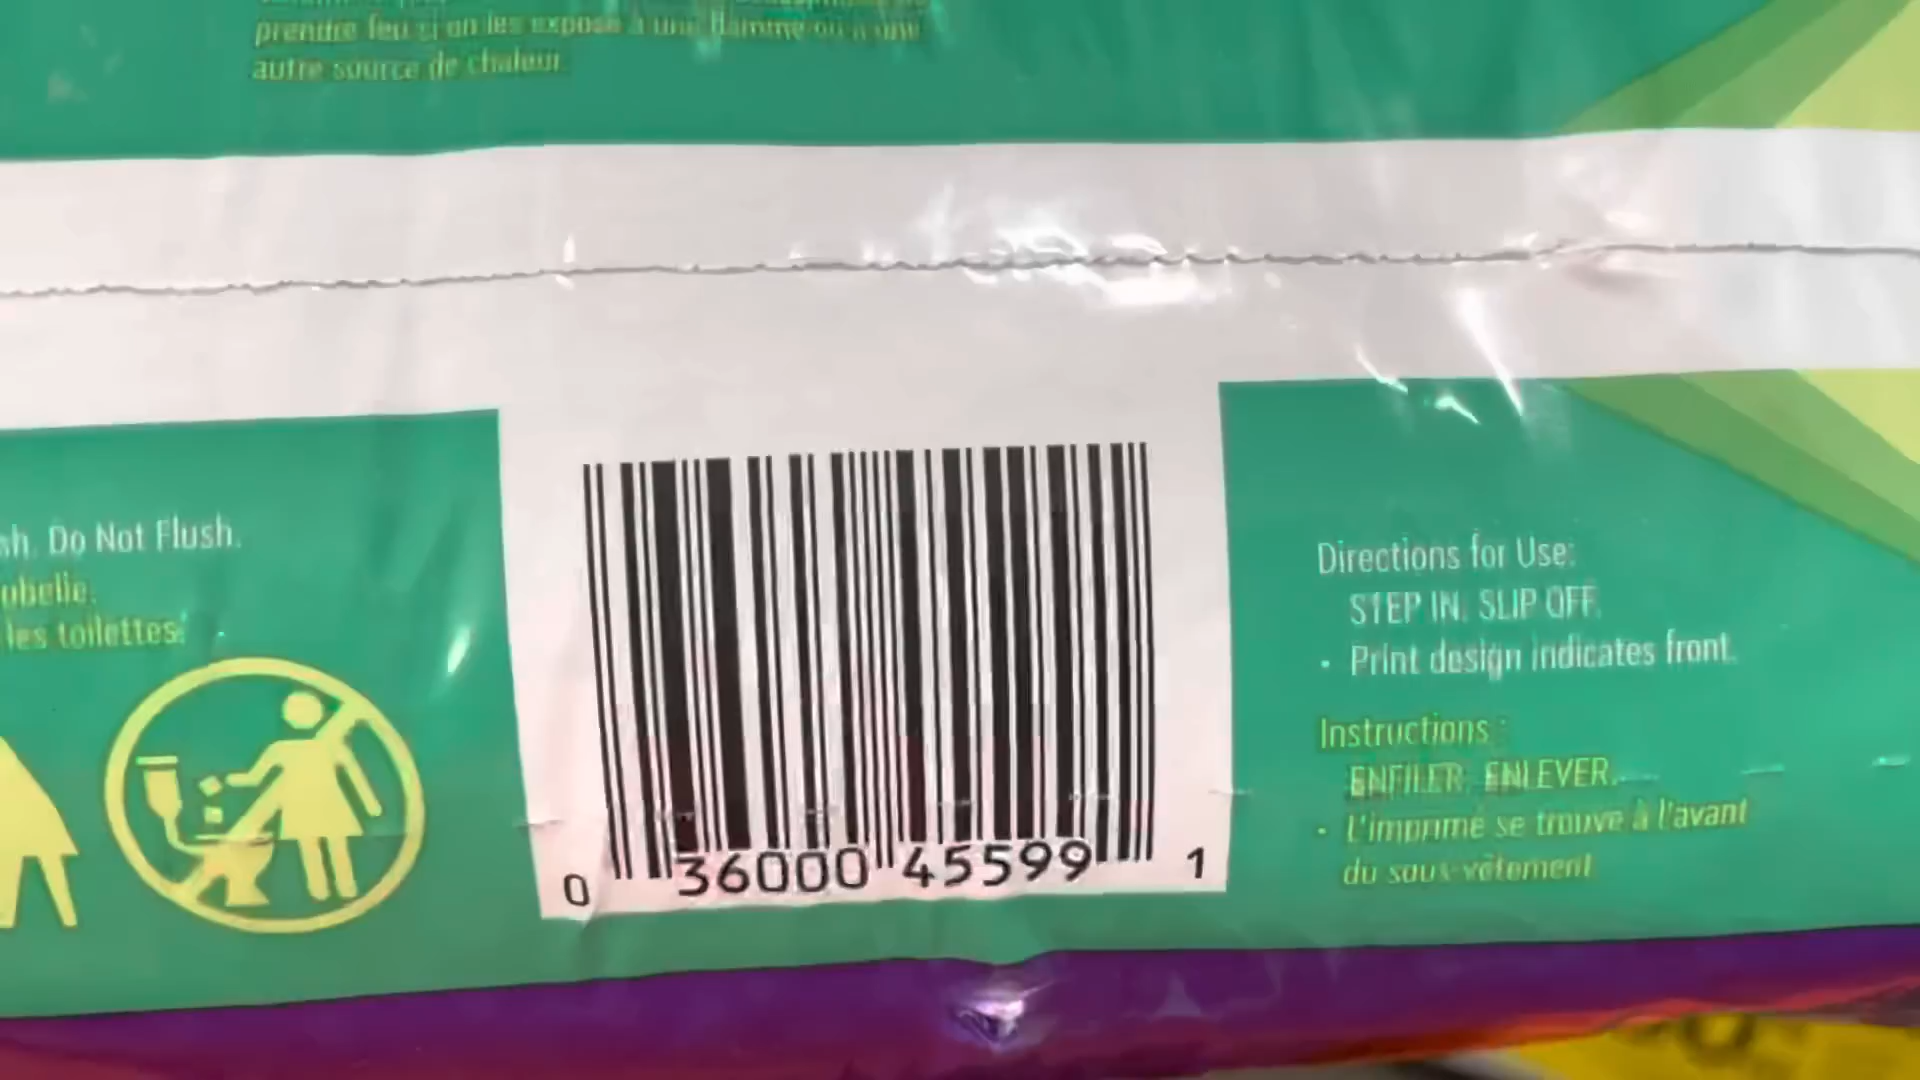 prendre feu si on les expose à une flamme ou à une
autre source de chaleur.
sh. Do Not Flush.
ubelle.
les toilettes.
0 36000 45599 1
Directions for Use:
STEP IN. SLIP OFF.
• Print design indicates front.
Instructions :
ENFILER. ENLEVER.
• L'imprimé se trouve à l'avant
du sous-vêtement.